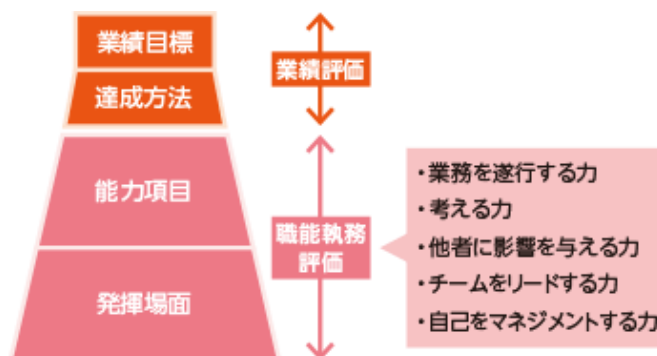 業績目標
達成方法
能力項目
発揮場面
業績評価
職能執務
評価
・業務を遂行する力
・考える力
・他者に影響を与える力
・チームをリードする力
・自己をマネジメントする力